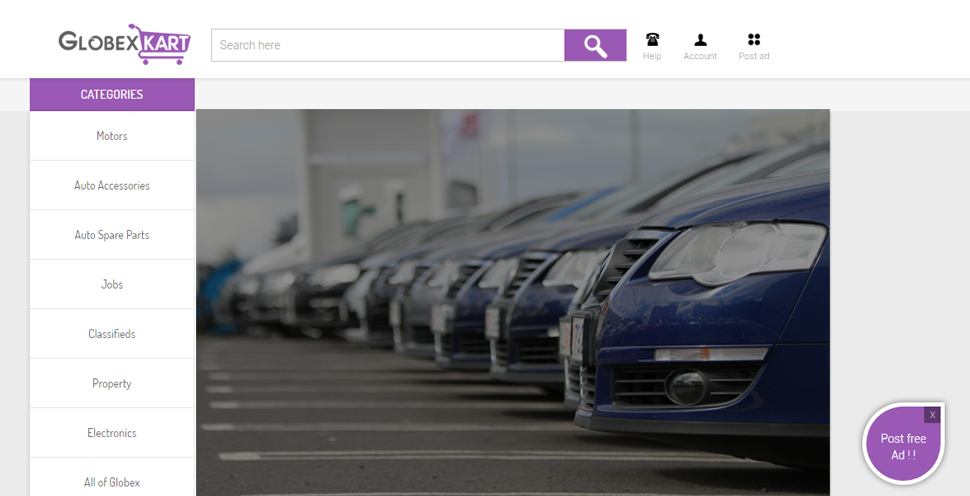 GLOBEXKART
Search here
Help
Account
Post ad
CATEGORIES
Motors
Auto Accessories
Auto Spare Parts
Jobs
Classifieds
Property
Electronics
All of Globex
X
Post free
Ad ! !